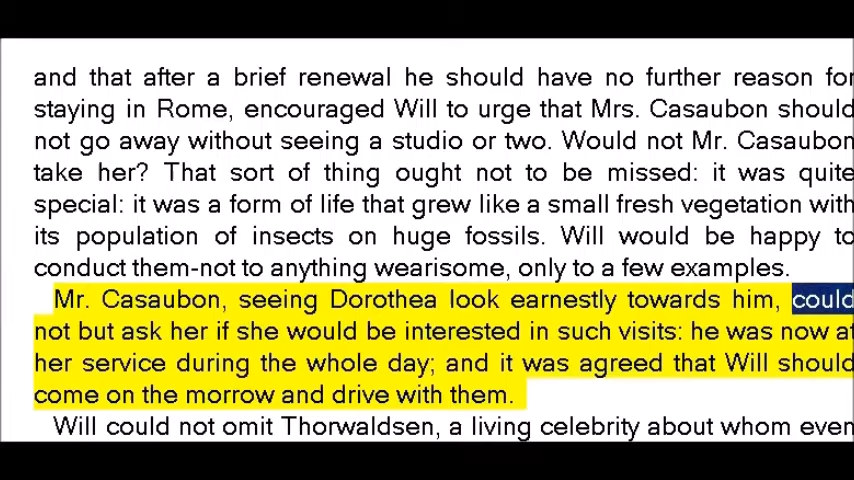 and that after a brief renewal he should have no further reason for
staying in Rome, encouraged Will to urge that Mrs. Casaubon should
not go away without seeing a studio or two. Would not Mr. Casaubon
take her? That sort of thing ought not to be missed: it was quite
special: it was a form of life that grew like a small fresh vegetation with
its population of insects on huge fossils. Will would be happy to
conduct them-not to anything wearisome, only to a few examples.
Mr. Casaubon, seeing Dorothea look earnestly towards him, could
not but ask her if she would be interested in such visits: he was now at
her service during the whole day; and it was agreed that Will should
come on the morrow and drive with them.
Will could not omit Thorwaldsen, a living celebrity about whom even